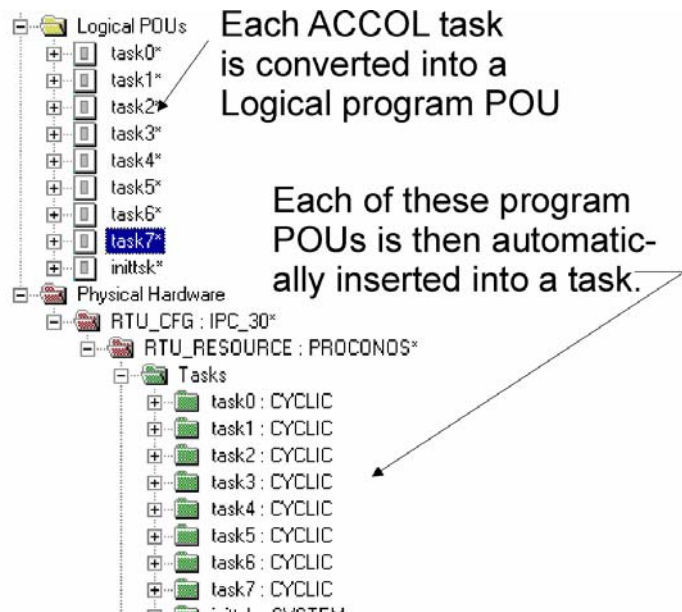 Logical POUs
task0*
task1*
task2*
task3*
task4*
task5*
task6*
task7*
inittsk*
Each ACCOL task
is converted into a
Logical program POU
Each of these program
POUs is then automatic-
ally inserted into a task.
Physical Hardware
RTU_CFG : IPC_30*
RTU_RESOURCE : PROCONOS*
Tasks
task0 : CYCLIC
task1 : CYCLIC
task2 : CYCLIC
task3 : CYCLIC
task4 : CYCLIC
task5 : CYCLIC
task6 : CYCLIC
task7 : CYCLIC